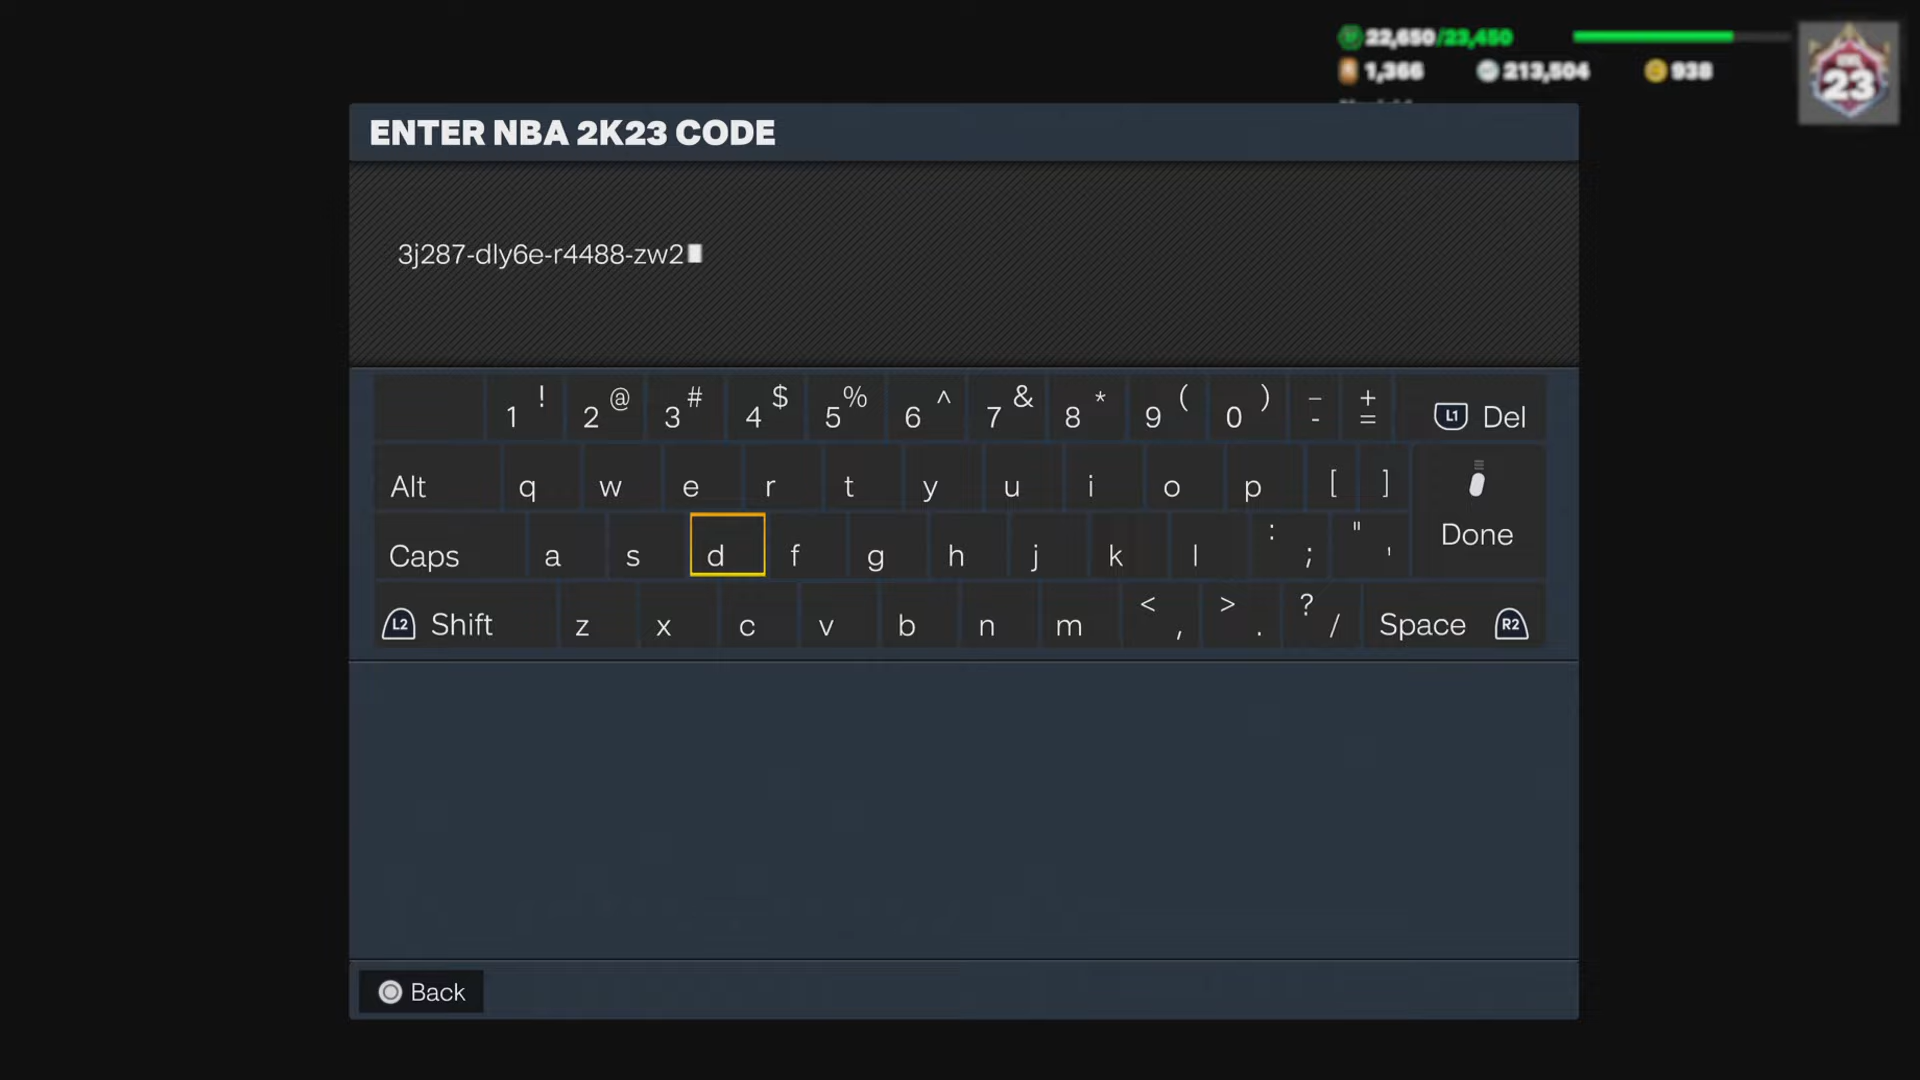 22,650/23,450
1,366 213,504 938
23
ENTER NBA 2K23 CODE
3j287-dly6e-r4488-zw2
1 ! 2 @ 3 # 4 $ 5 % 6 ^ 7 & 8 * 9 ( 0 ) - _ = + L1 Del
Alt q w e r t y u i o p [ ]
Done
Caps a s d f g h j k l ; : ' "
L2 Shift z x c v b n m , < . > / ? Space R2
Back